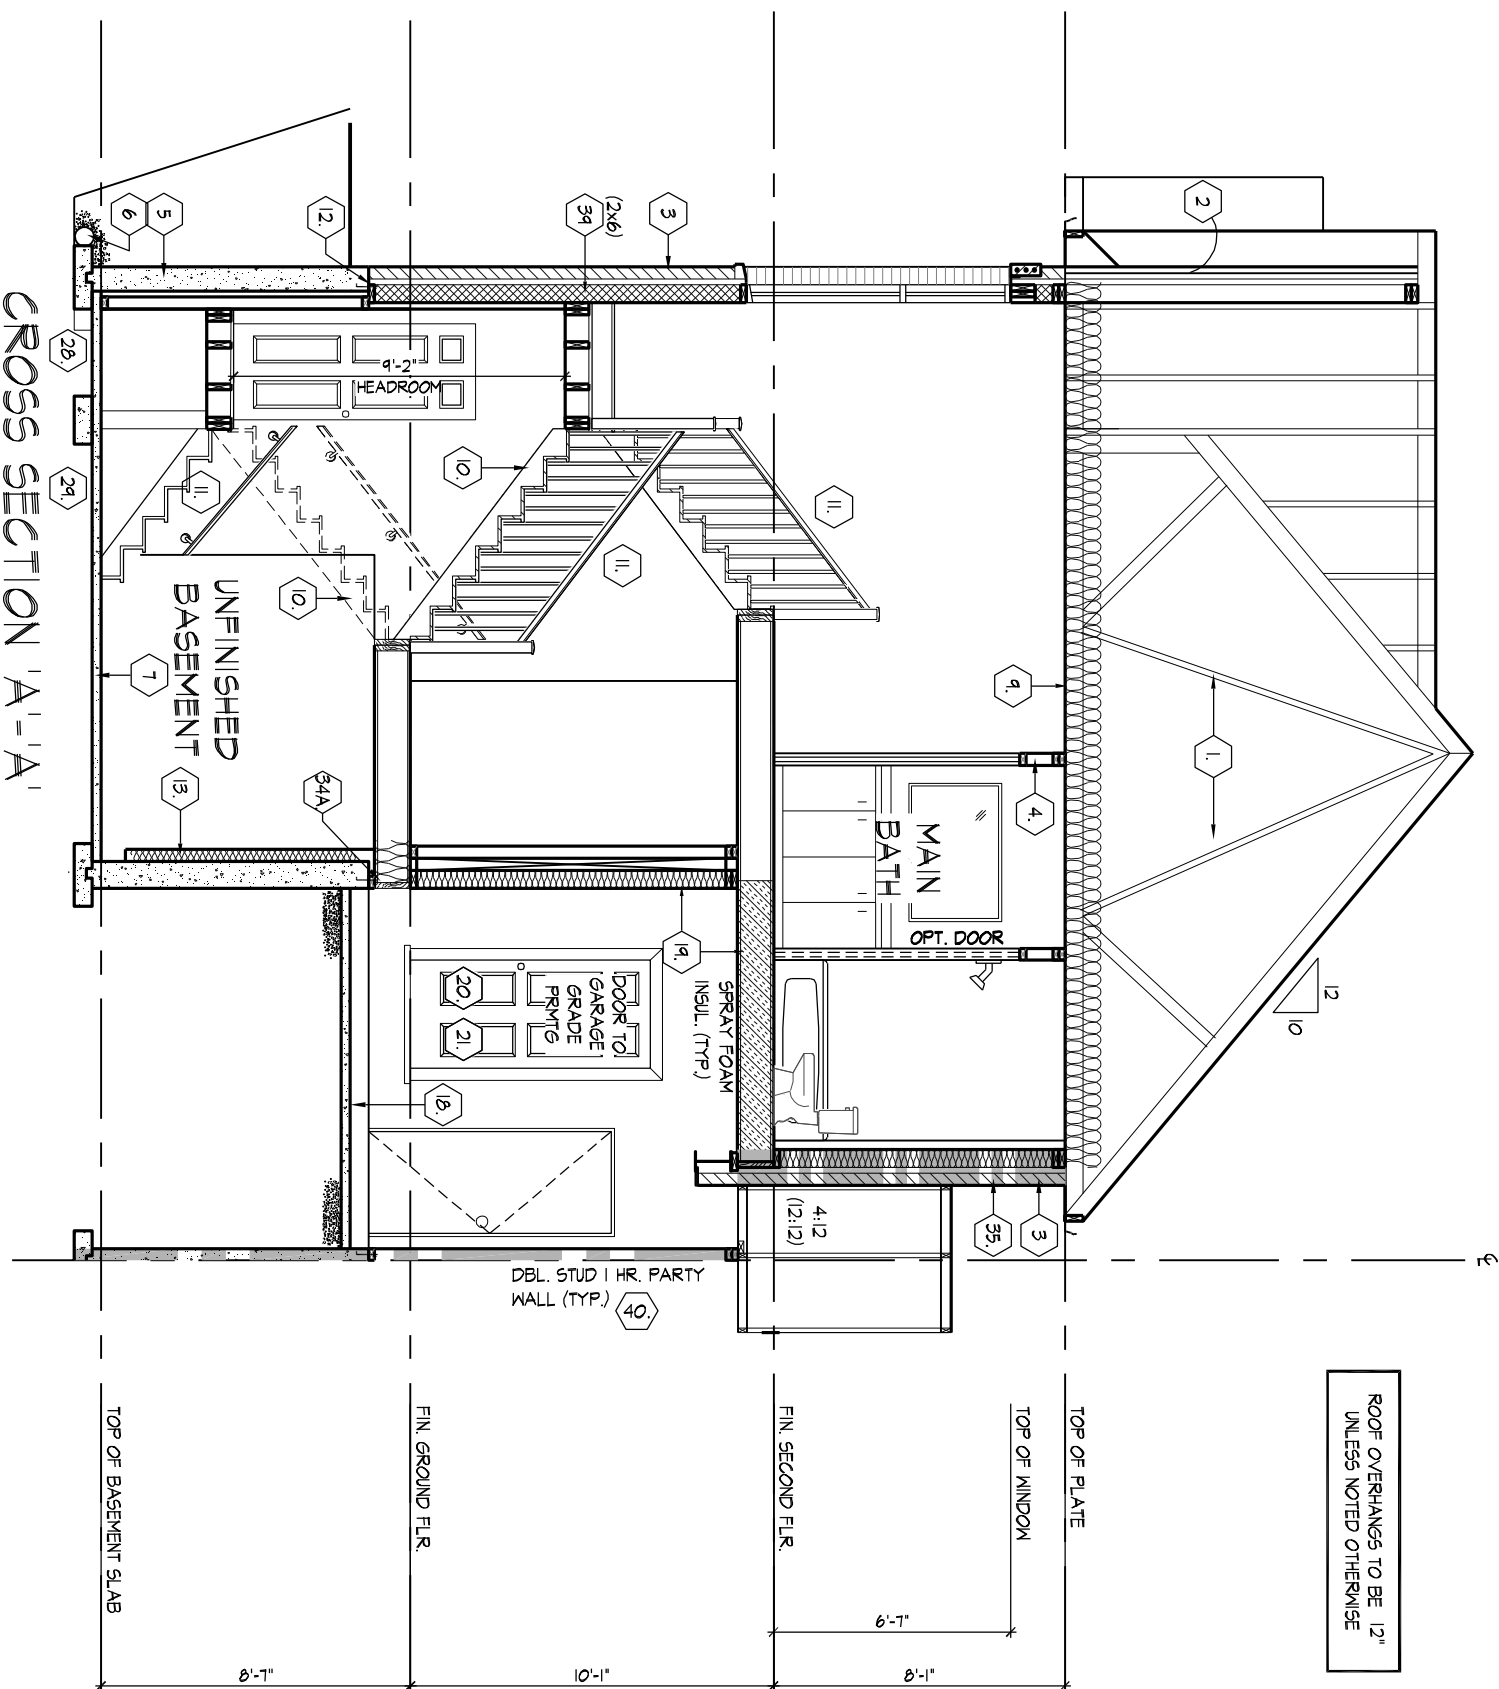 ROOF OVERHANGS TO BE 12"
UNLESS NOTED OTHERWISE
12
10
2
1.
9.
4.
TOP OF PLATE
TOP OF WINDOW
8'-1"
6'-7"
MAIN
BATH
OPT. DOOR
35.
3
4:12
(12:12)
FIN. SECOND FLR.
10'-1"
3
(2x6)
39
11.
11.
10.
19.
SPRAY FOAM
INSUL. (TYP.)
DOOR TO
GARAGE
GRADE
PRMTG
20.
21.
18.
DBL. STUD 1 HR. PARTY
WALL (TYP.)
40.
9'-2"
HEADROOM
FIN. GROUND FLR.
8'-7"
12.
34A.
5
6
11.
10.
UNFINISHED
BASEMENT
13.
7
28.
29.
TOP OF BASEMENT SLAB
CROSS SECTION 'A-A'